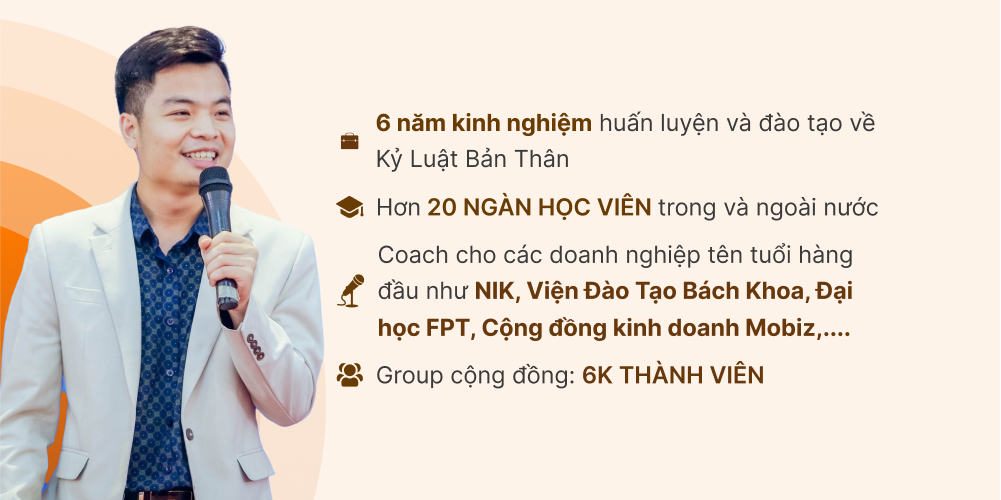 6 năm kinh nghiệm huấn luyện và đào tạo về
Kỷ Luật Bản Thân
Hơn 20 NGÀN HỌC VIÊN trong và ngoài nước
Coach cho các doanh nghiệp tên tuổi hàng
đầu như NIK, Viện Đào Tạo Bách Khoa, Đại
học FPT, Cộng đồng kinh doanh Mobiz,....
Group cộng đồng: 6K THÀNH VIÊN